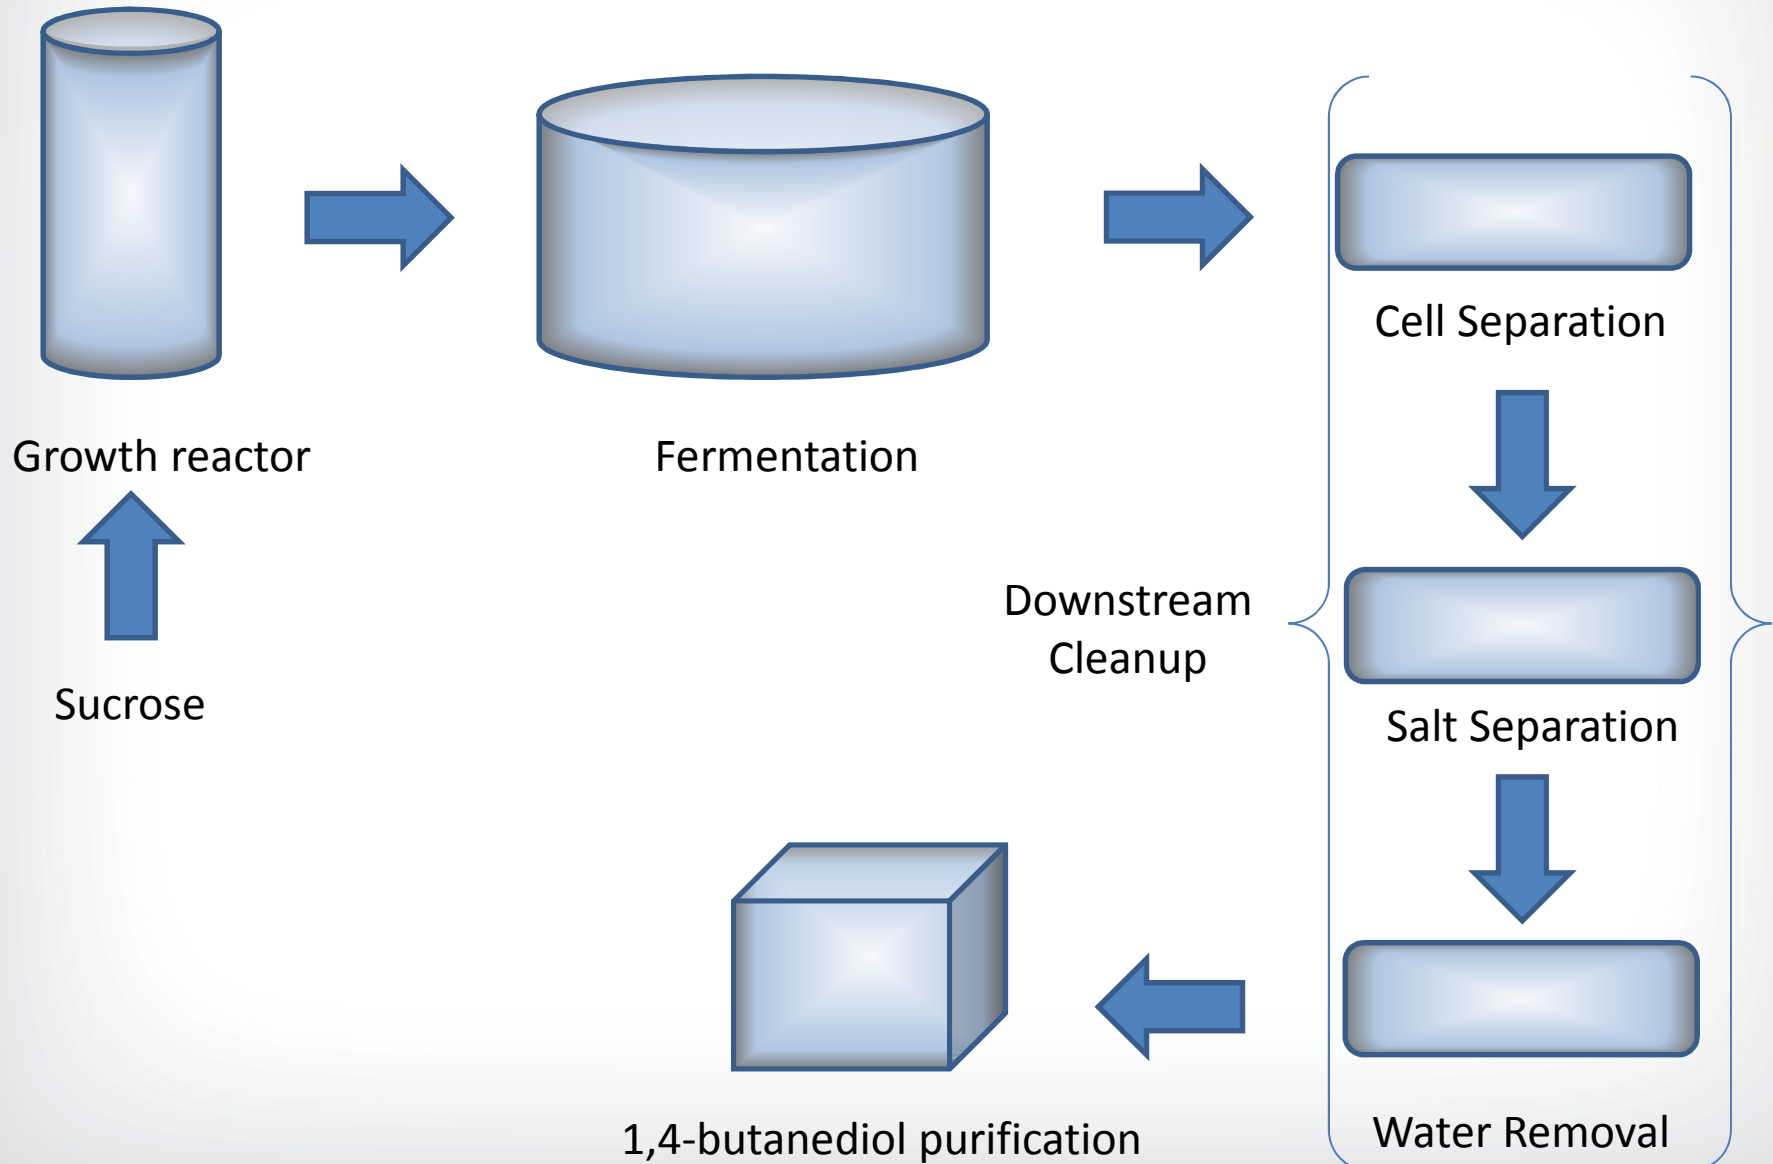 Growth reactor
Sucrose
Fermentation
Cell Separation
Downstream
Cleanup
Salt Separation
Water Removal
1,4-butanediol purification